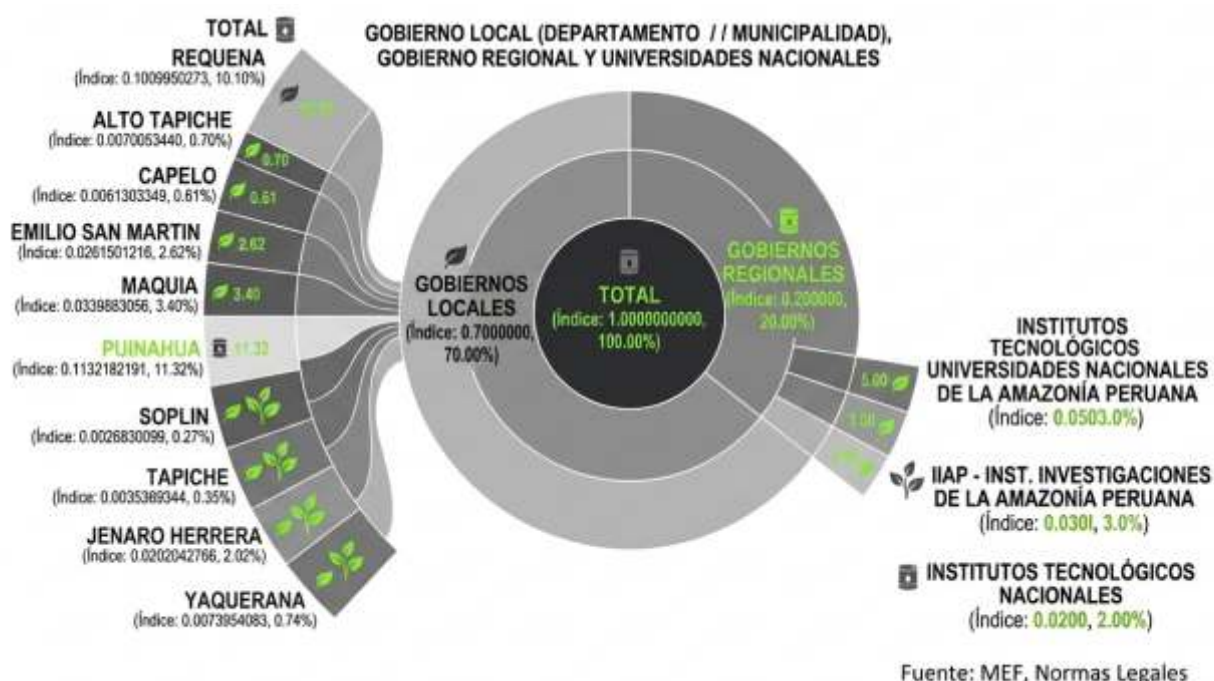 TOTAL
GOBIERNO LOCAL (DEPARTAMENTO // MUNICIPALIDAD),
GOBIERNO REGIONAL Y UNIVERSIDADES NACIONALES
REQUENA
(Índice: 0.1009950273, 10.10%)
ALTO TAPICHE
(Índice: 0.0070053440, 0.70%)
0.70
CAPELO
(Índice: 0.0061303349, 0.61%)
0.61
EMILIO SAN MARTIN
(Índice: 0.0261501216, 2.62%)
2.62
MAQUIA
(Índice: 0.0339883056, 3.40%)
3.40
PUINAHUA
(Índice: 0.1132182191, 11.32%)
11.32
SOPLIN
(Índice: 0.0026830099, 0.27%)
TAPICHE
(Índice: 0.0035369344, 0.35%)
JENARO HERRERA
(Índice: 0.0202042766, 2.02%)
YAQUERANA
(Índice: 0.0073954083, 0.74%)
GOBIERNOS
LOCALES
(Índice: 0.7000000,
70.00%)
TOTAL
(Índice: 1.0000000000,
100.00%)
GOBIERNOS
REGIONALES
(Índice: 0.200000,
20.00%)
5.00
INSTITUTOS
TECNOLÓGICOS
UNIVERSIDADES NACIONALES
DE LA AMAZONÍA PERUANA
(Índice: 0.0503.0%)
IIAP - INST. INVESTIGACIONES
DE LA AMAZONÍA PERUANA
(Índice: 0.030I, 3.0%)
INSTITUTOS TECNOLÓGICOS
NACIONALES
(Índice: 0.0200, 2.00%)
Fuente: MEF, Normas Legales